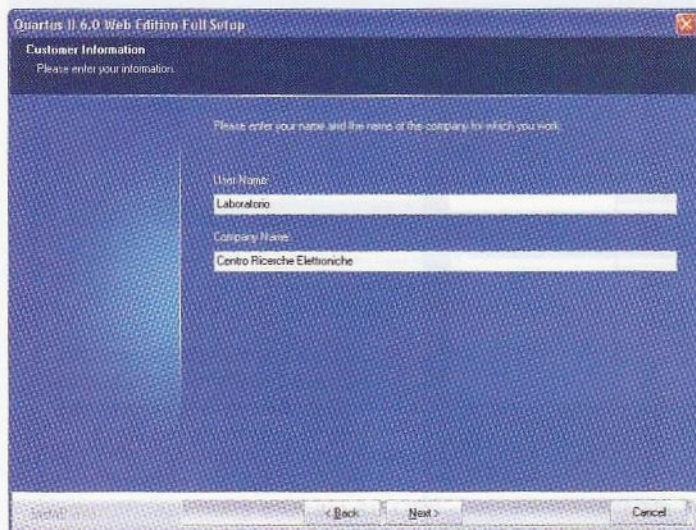 Quartus II 6.0 Web Edition Full Setup
Customer Information
Please enter your information.
Please enter your name and the name of the company for which you work.
User Name:
Laboratorio
Company Name:
Centro Ricerche Elettroniche
< Back Next > Cancel